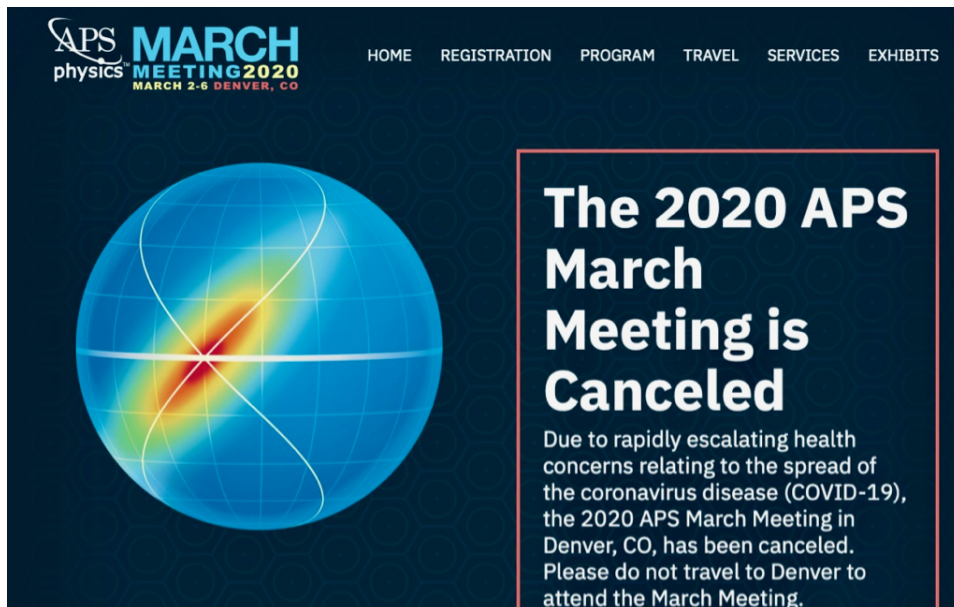 APS
physics™
MARCH
MEETING2020
MARCH 2-6 DENVER, CO
HOME REGISTRATION PROGRAM TRAVEL SERVICES EXHIBITS
The 2020 APS
March
Meeting is
Canceled
Due to rapidly escalating health
concerns relating to the spread of
the coronavirus disease (COVID-19),
the 2020 APS March Meeting in
Denver, CO, has been canceled.
Please do not travel to Denver to
attend the March Meeting.